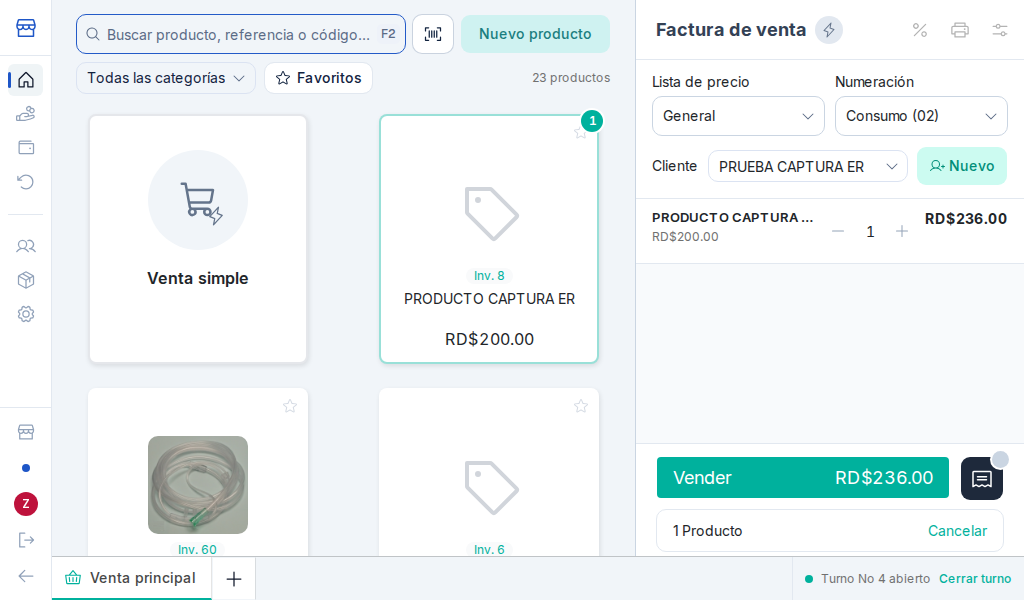 Buscar producto, referencia o código... F2
Nuevo producto
Todas las categorías
Favoritos
23 productos
Venta simple
1
Inv. 8
PRODUCTO CAPTURA ER
RD$200.00
Inv. 60
Inv. 6
Factura de venta
Lista de precio
Numeración
General
Consumo (02)
Cliente
PRUEBA CAPTURA ER
Nuevo
PRODUCTO CAPTURA ...
RD$200.00
1
RD$236.00
Vender RD$236.00
1 Producto
Cancelar
Z
Venta principal
Turno No 4 abierto
Cerrar turno